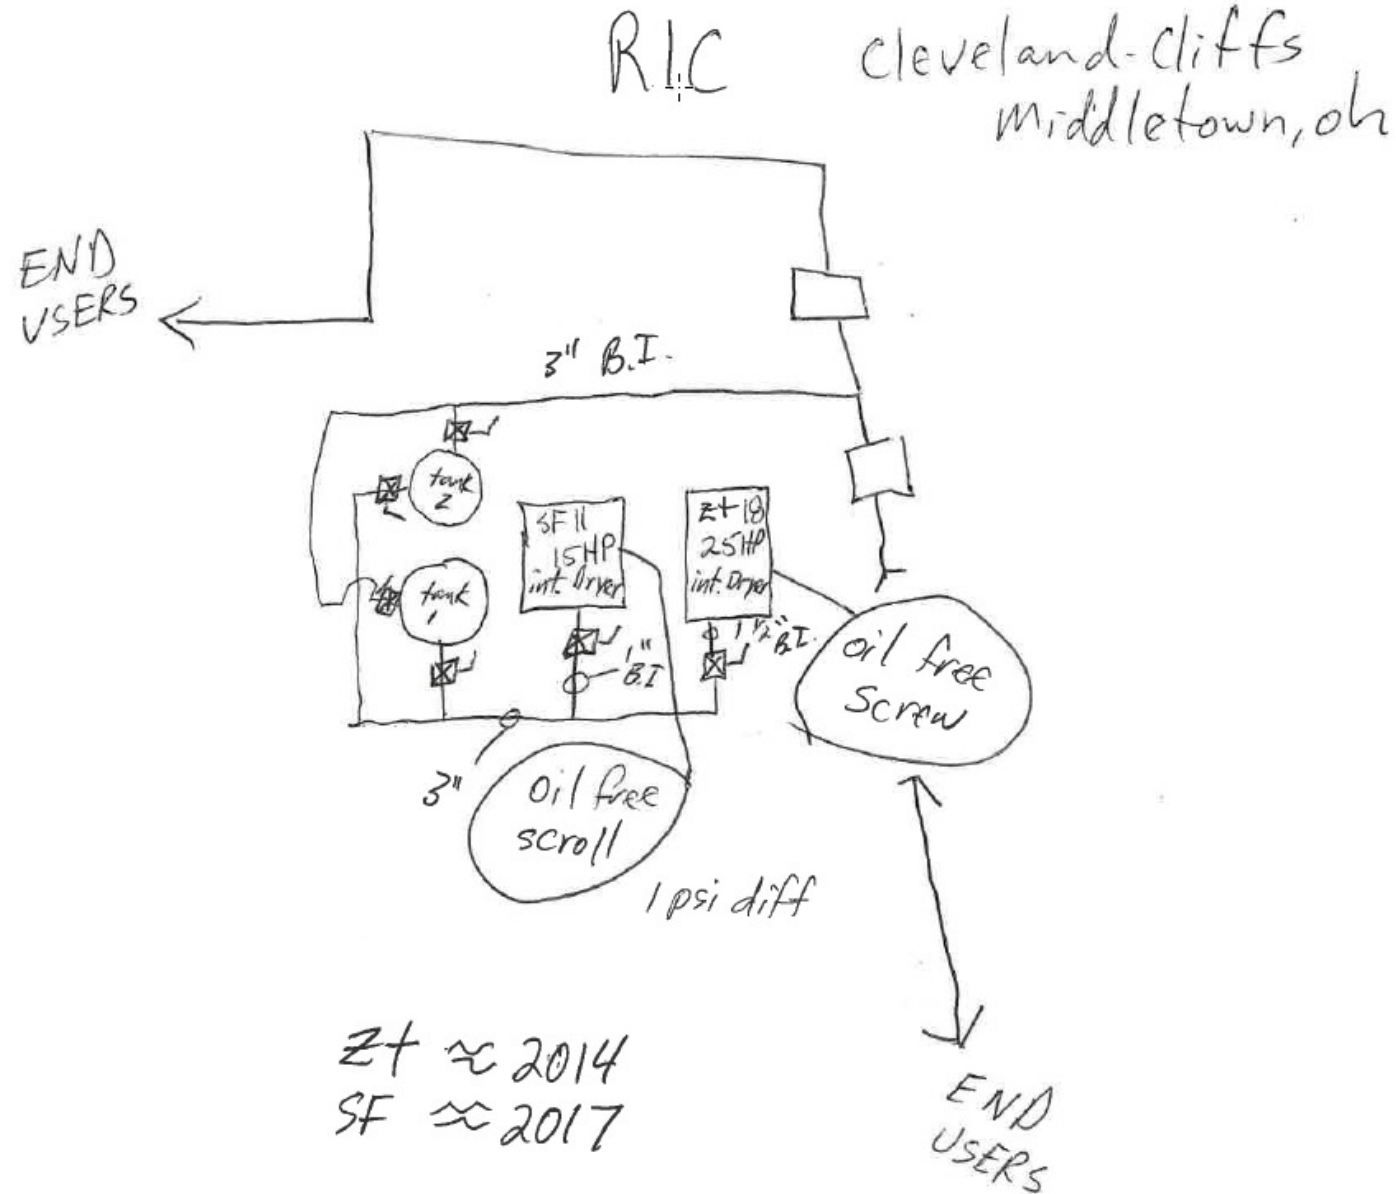 RIC
Cleveland-Cliffs
Middletown, oh
END
USERS
3" B.I.
tank
2
SF 11
15HP
int. Dryer
Zt 18
25HP
int. Dryer
tank
1
1"
B.I
1 1/2" B.I.
oil free
screw
3"
Oil free
scroll
1 psi diff
Zt ≈ 2014
SF ≈ 2017
END
USERS